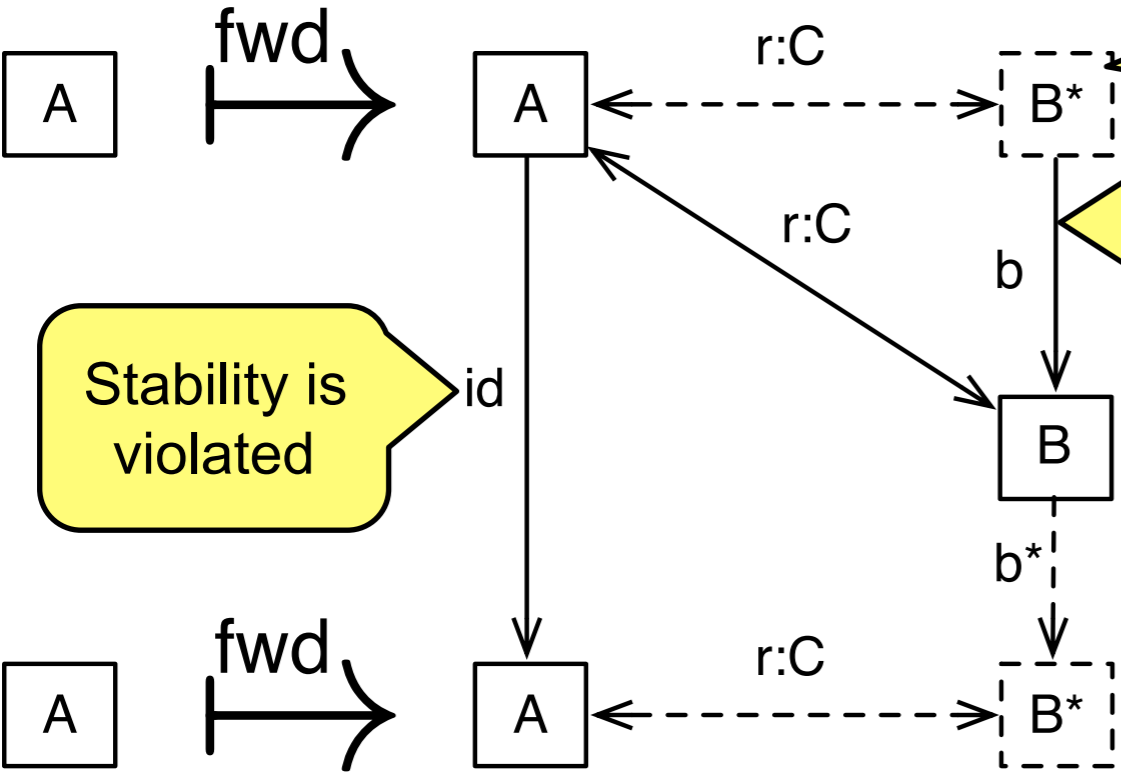 fwd
r:C
A
A
B*
r:C
b
Stability is
violated
id
B
b*
fwd
r:C
A
A
B*